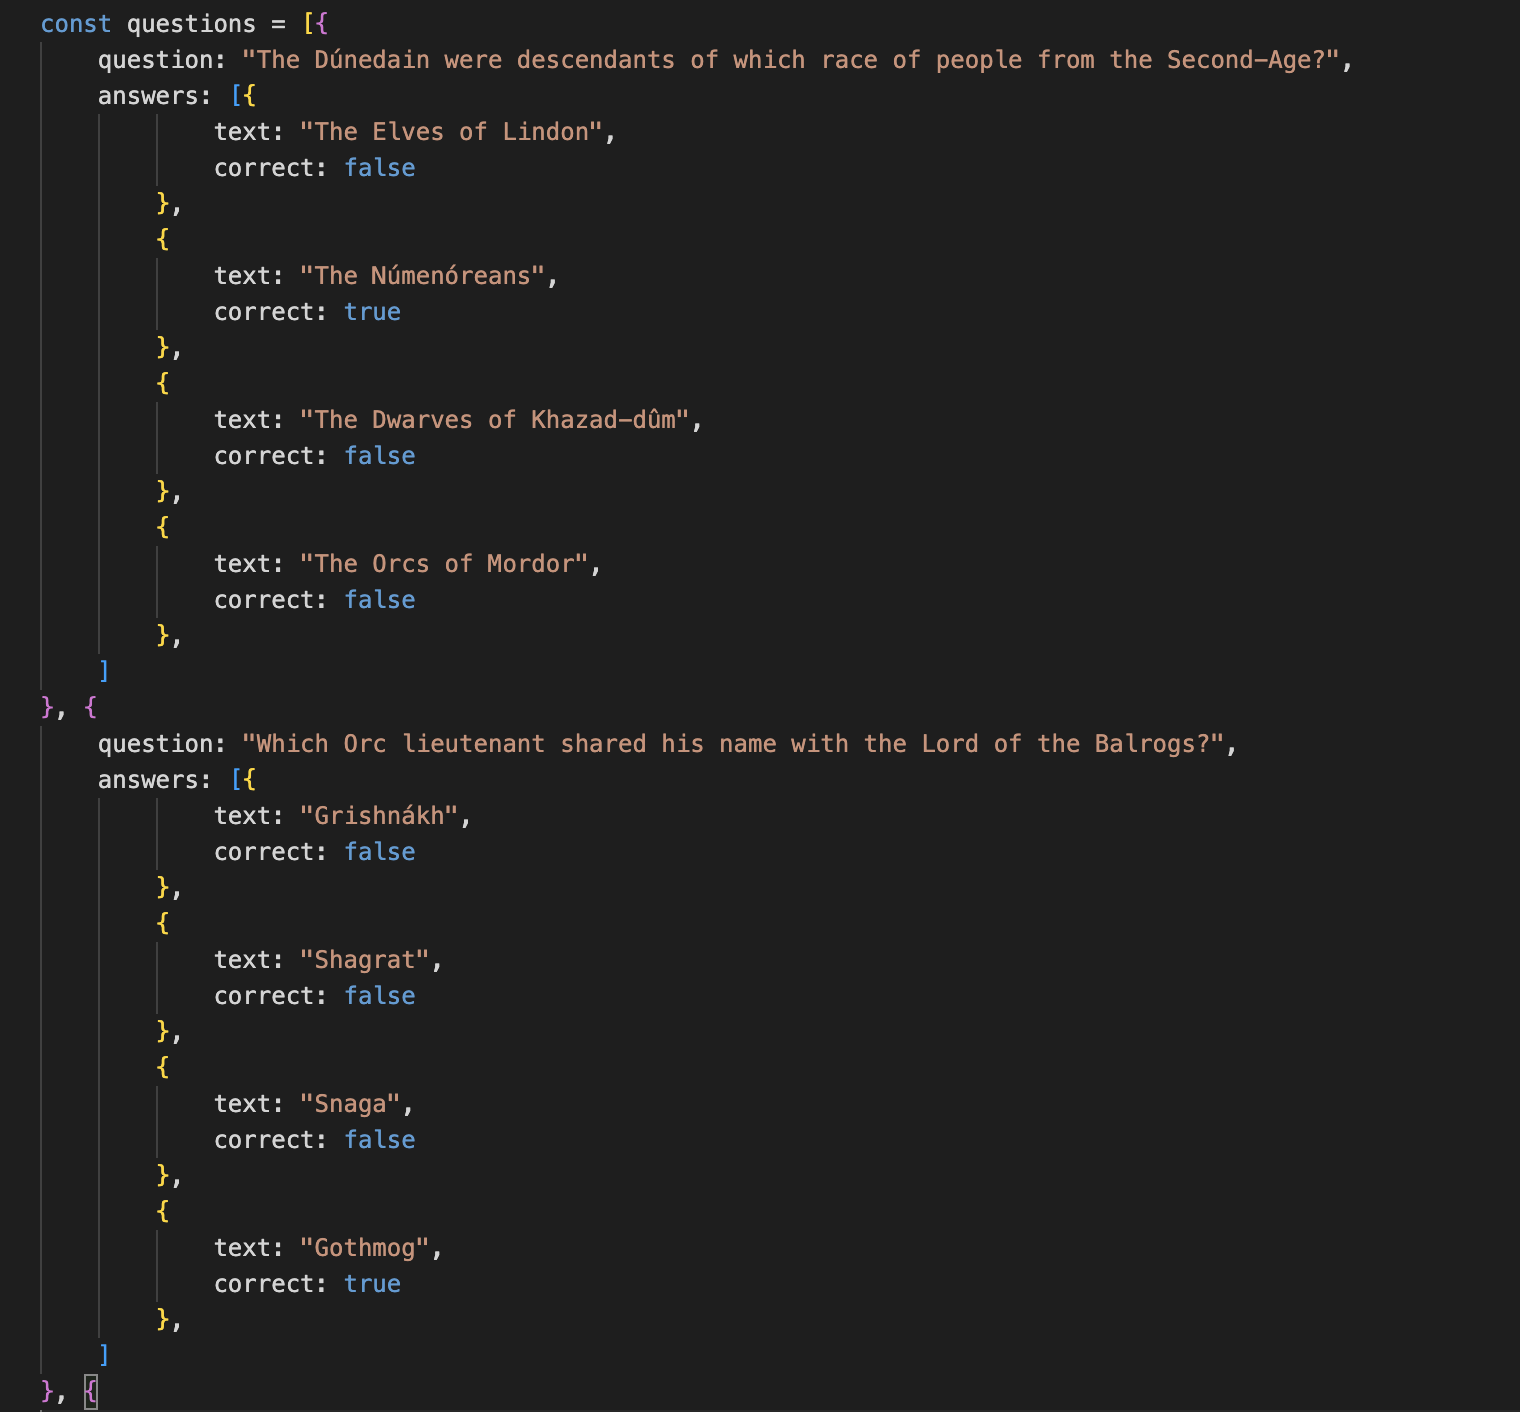 const questions = [{
question: "The Dúnedain were descendants of which race of people from the Second-Age?",
answers: [{
text: "The Elves of Lindon",
correct: false
},
{
text: "The Númenóreans",
correct: true
},
{
text: "The Dwarves of Khazad-dûm",
correct: false
},
{
text: "The Orcs of Mordor",
correct: false
},
]
}, {
question: "Which Orc lieutenant shared his name with the Lord of the Balrogs?",
answers: [{
text: "Grishnákh",
correct: false
},
{
text: "Shagrat",
correct: false
},
{
text: "Snaga",
correct: false
},
{
text: "Gothmog",
correct: true
},
]
}, {